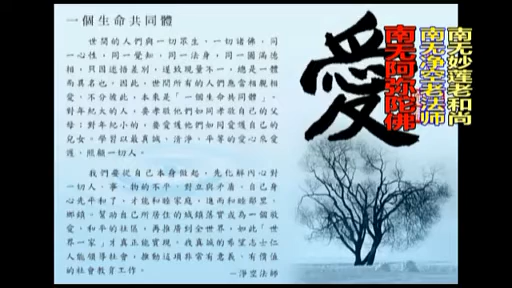 一個生命共同體
世間的人們與一切眾生，一切諸佛，同
一心性，同一覺知，同一法身，同一圓滿德
相，只因迷悟差別，遂致現量不一，總是一體
而異名也。因此，世間所有的人們應當相親相
愛，不分彼此，本來是「一個生命共同體」。
對年紀大的人，要孝敬他們如同孝敬自己的父
母；對年紀小的，要愛護他們如同愛護自己的
兒女。學習以最真誠、清淨、平等的愛心來愛
護、照顧一切人。
我們要從自己本身做起，先化解內心對
一切人、事、物的不平、對立與矛盾。自己身
心先平和了，才能和睦家庭，進而和睦鄰里、
鄉鎮。幫助自己所居住的城鎮落實成為一個敬
愛、和平的社區，再推廣到全世界，如此「世
界一家」才真正能實現。我真誠的希望志士仁
人能領導社會，推動這項非常有意義、有價值
的社會教育工作。
－淨空法師
愛
南无阿弥陀佛
南无净空老法师
南无妙莲老和尚